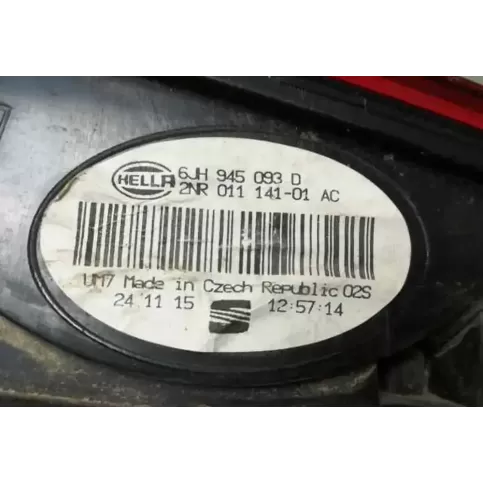 HELLA
6JH 945 093 D
2NR 011 141-01 AC
UM7 Made in Czech Republic 02S
24 11 15 12:57:14